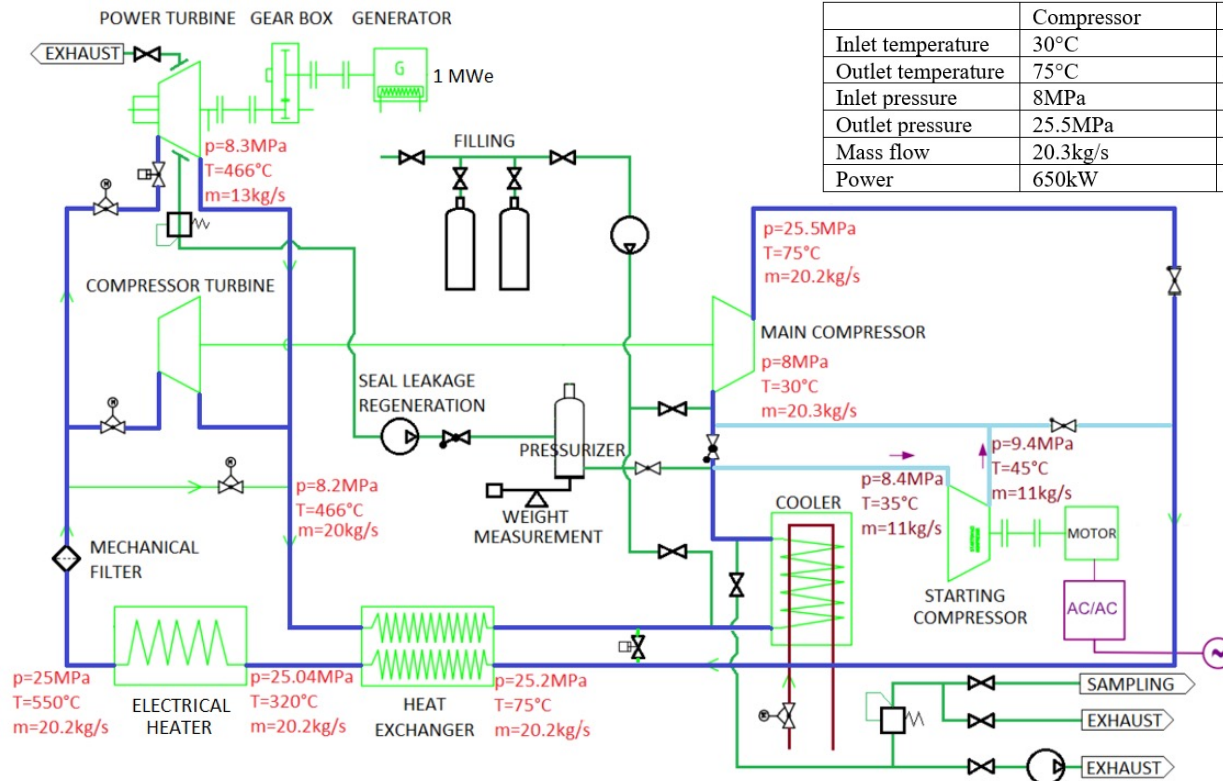 POWER TURBINE GEAR BOX GENERATOR
EXHAUST
G
1 MWe
Compressor
Inlet temperature 30°C
Outlet temperature 75°C
Inlet pressure 8MPa
Outlet pressure 25.5MPa
Mass flow 20.3kg/s
Power 650kW
p=8.3MPa
T=466°C
m=13kg/s
FILLING
p=25.5MPa
T=75°C
m=20.2kg/s
COMPRESSOR TURBINE
MAIN COMPRESSOR
p=8MPa
T=30°C
m=20.3kg/s
SEAL LEAKAGE
REGENERATION
PRESSURIZER
WEIGHT
MEASUREMENT
p=9.4MPa
T=45°C
m=11kg/s
p=8.4MPa
T=35°C
m=11kg/s
p=8.2MPa
T=466°C
m=20kg/s
COOLER
MOTOR
MECHANICAL
FILTER
STARTING
COMPRESSOR
AC/AC
p=25MPa
T=550°C
m=20.2kg/s
ELECTRICAL
HEATER
p=25.04MPa
T=320°C
m=20.2kg/s
HEAT
EXCHANGER
p=25.2MPa
T=75°C
m=20.2kg/s
SAMPLING
EXHAUST
EXHAUST